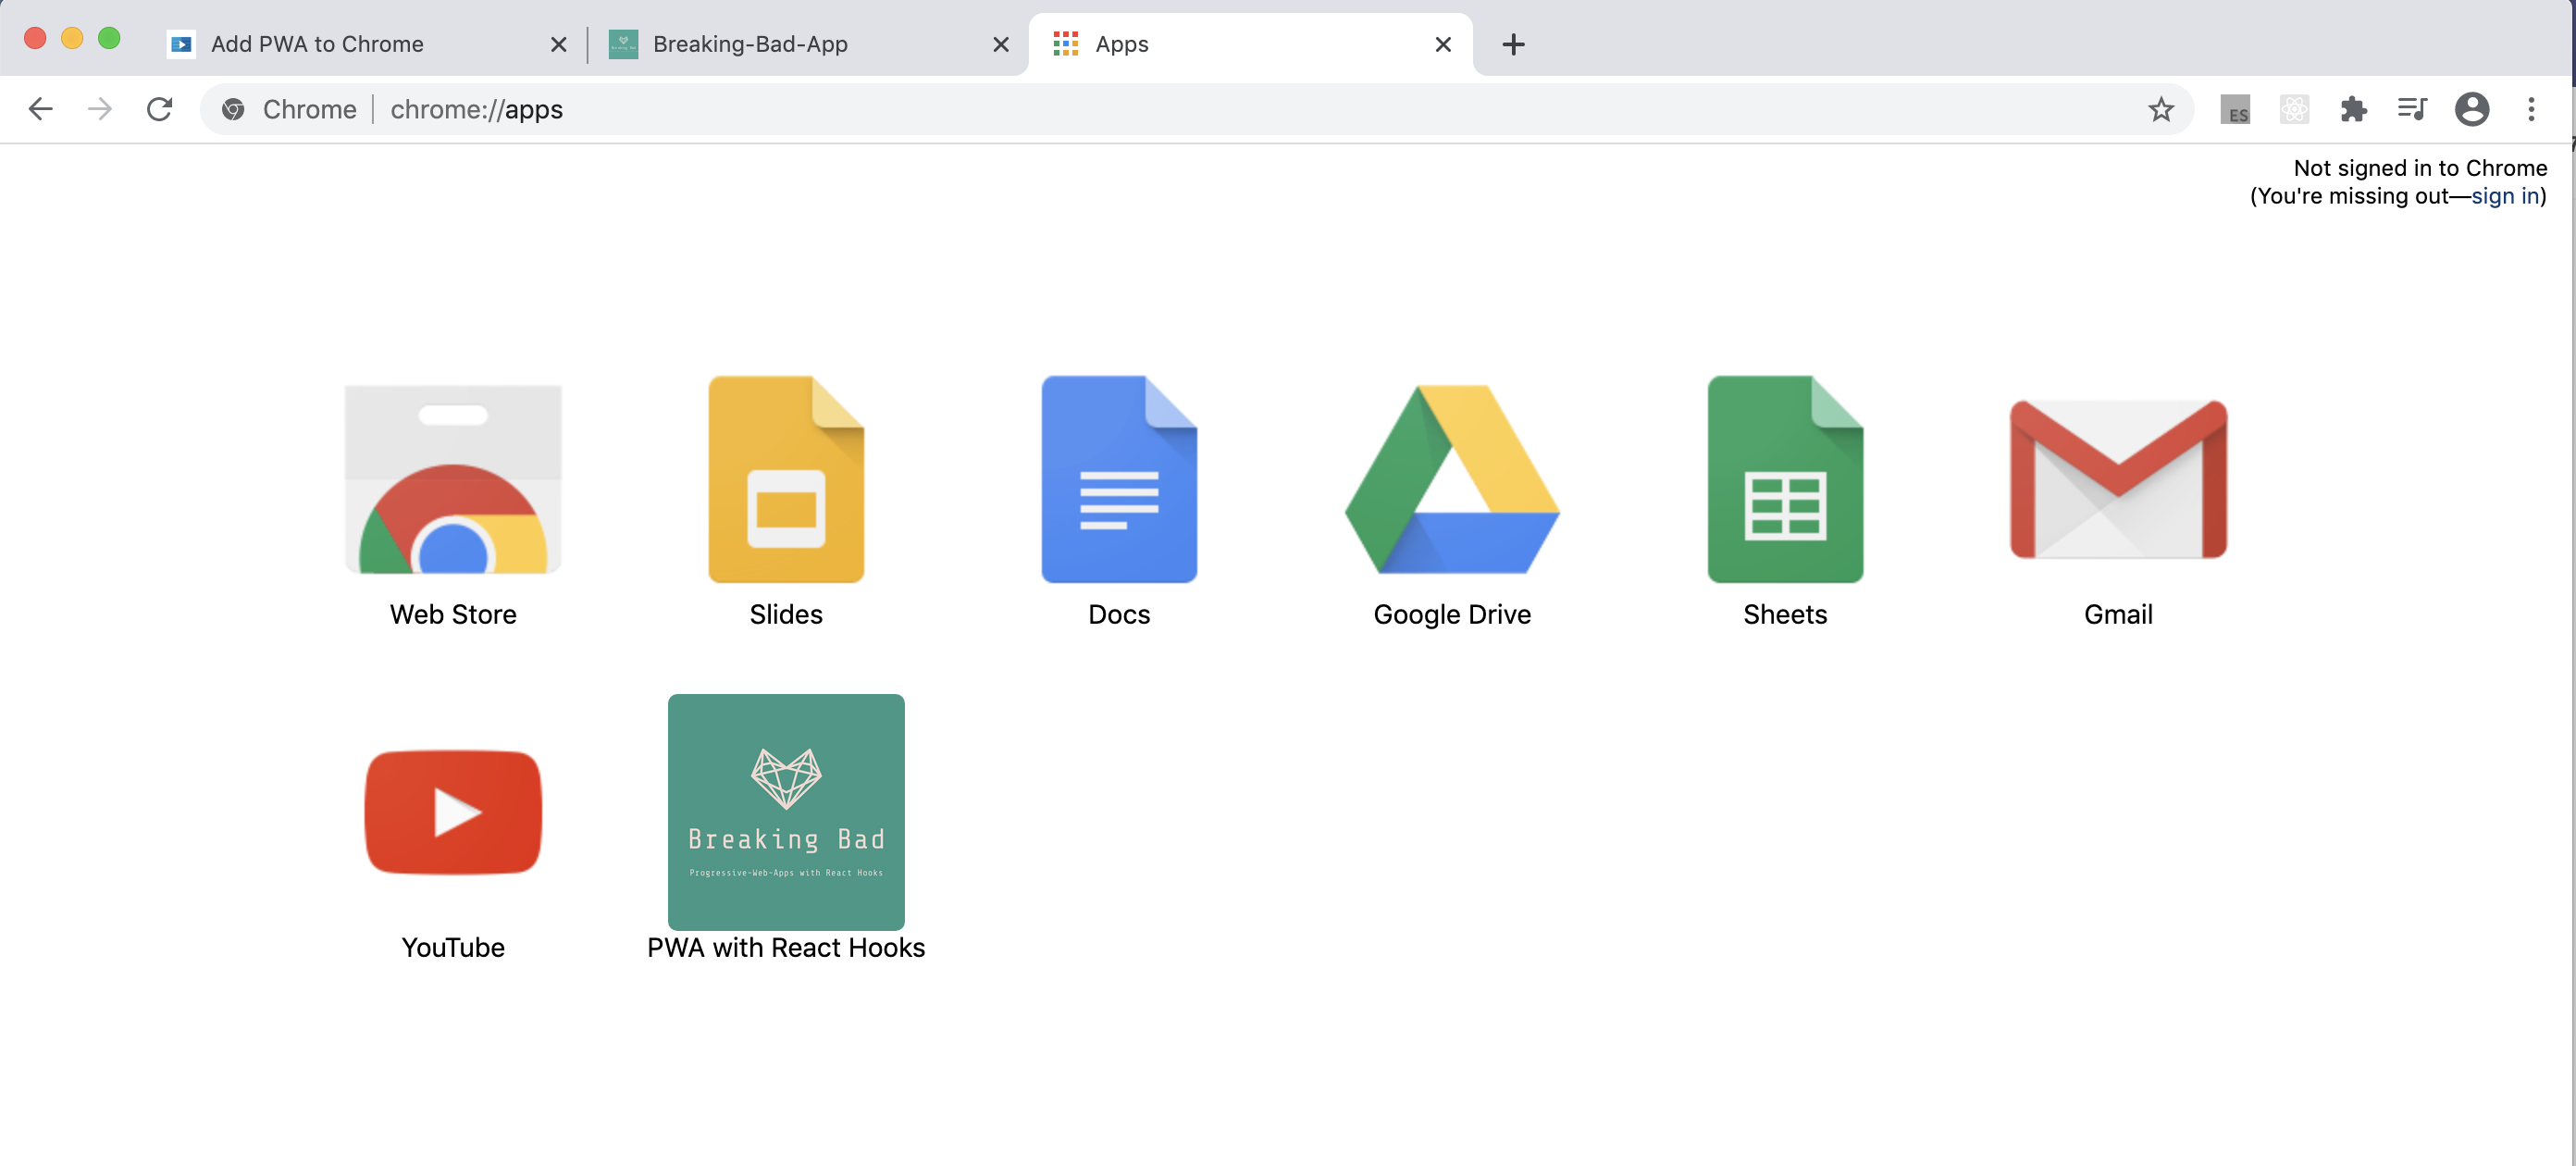 Add PWA to Chrome
Breaking-Bad-App
Apps
Chrome
chrome://apps
ES
Not signed in to Chrome
(You're missing out—sign in)
Web Store
Slides
Docs
Google Drive
Sheets
Gmail
Breaking Bad
Progressive-Web-Apps with React Hooks
YouTube
PWA with React Hooks